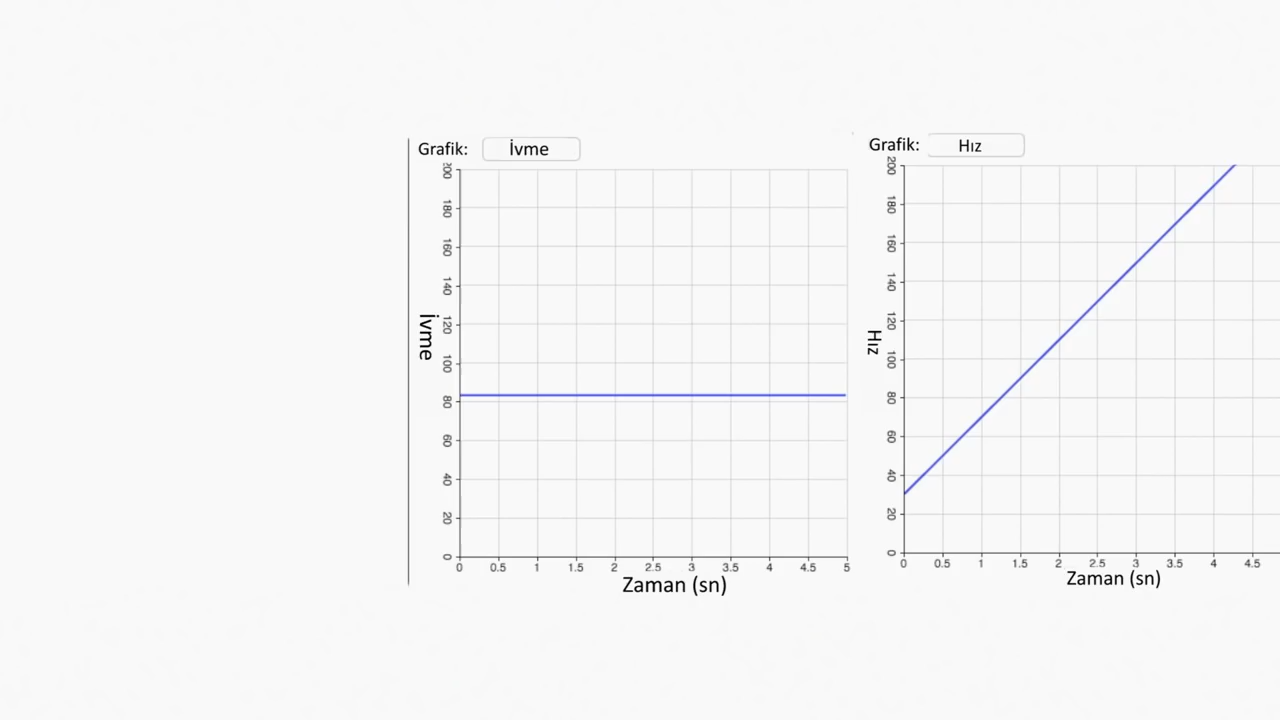 Grafik: İvme
200
180
160
140
120
100
80
60
40
20
0
İvme
0 0.5 1 1.5 2 2.5 3 3.5 4 4.5 5
Zaman (sn)
Grafik: Hız
200
180
160
140
120
100
80
60
40
20
0
Hız
0 0.5 1 1.5 2 2.5 3 3.5 4 4.5
Zaman (sn)